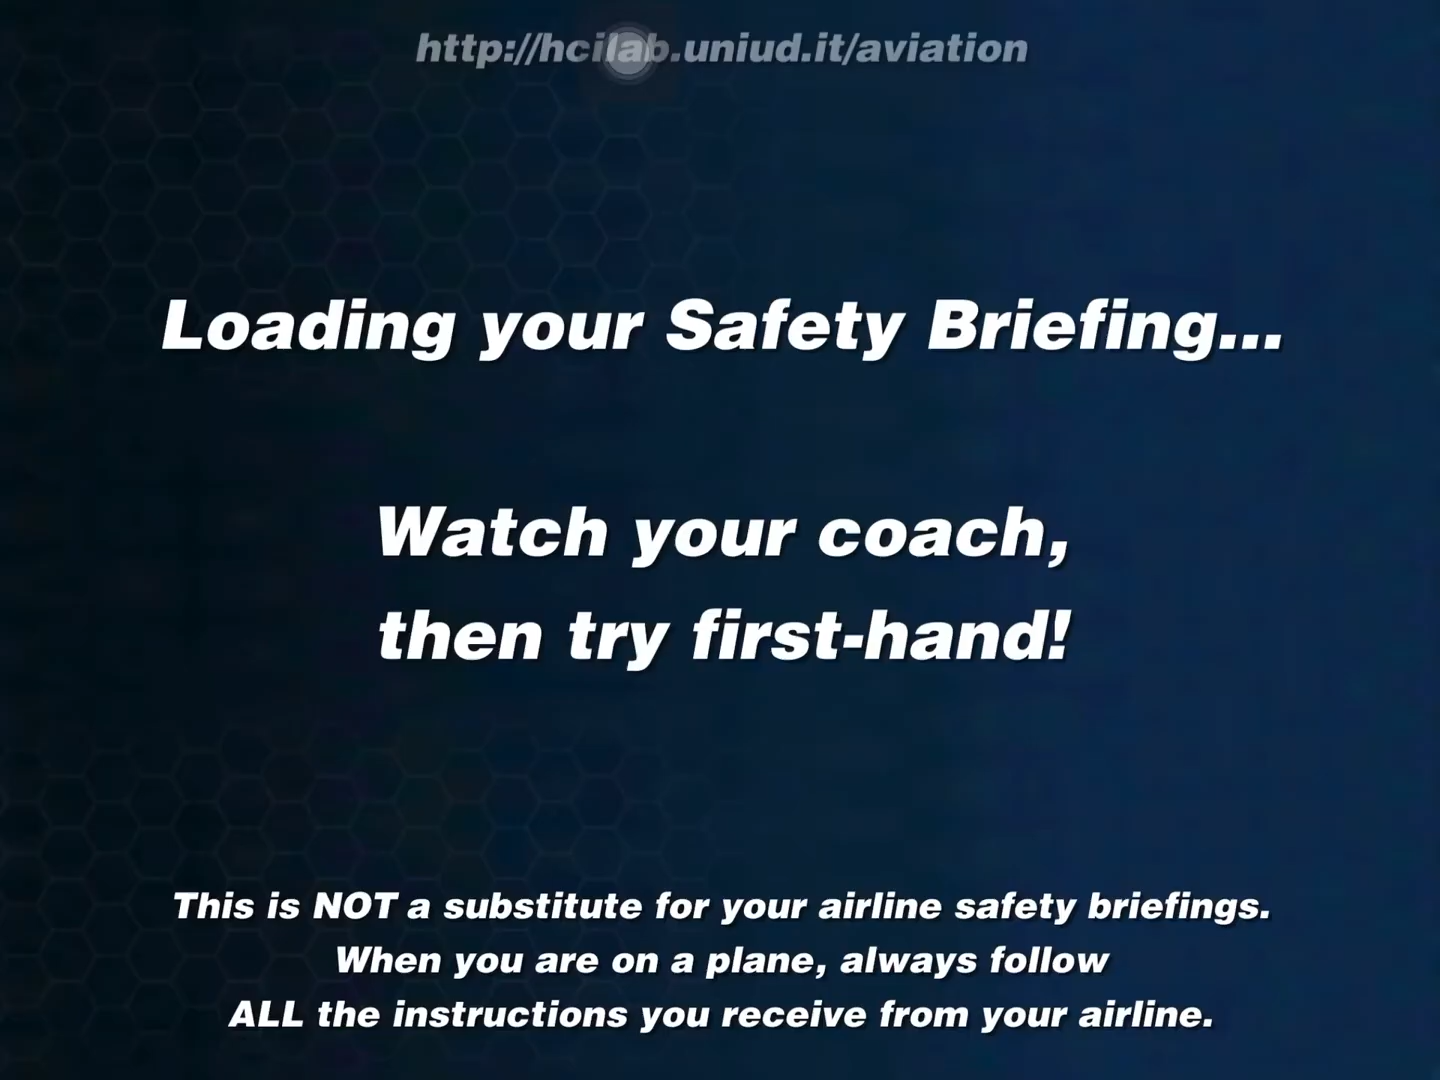 http://hcilab.uniud.it/aviation
Loading your Safety Briefing...
Watch your coach,
then try first-hand!
This is NOT a substitute for your airline safety briefings.
When you are on a plane, always follow
ALL the instructions you receive from your airline.